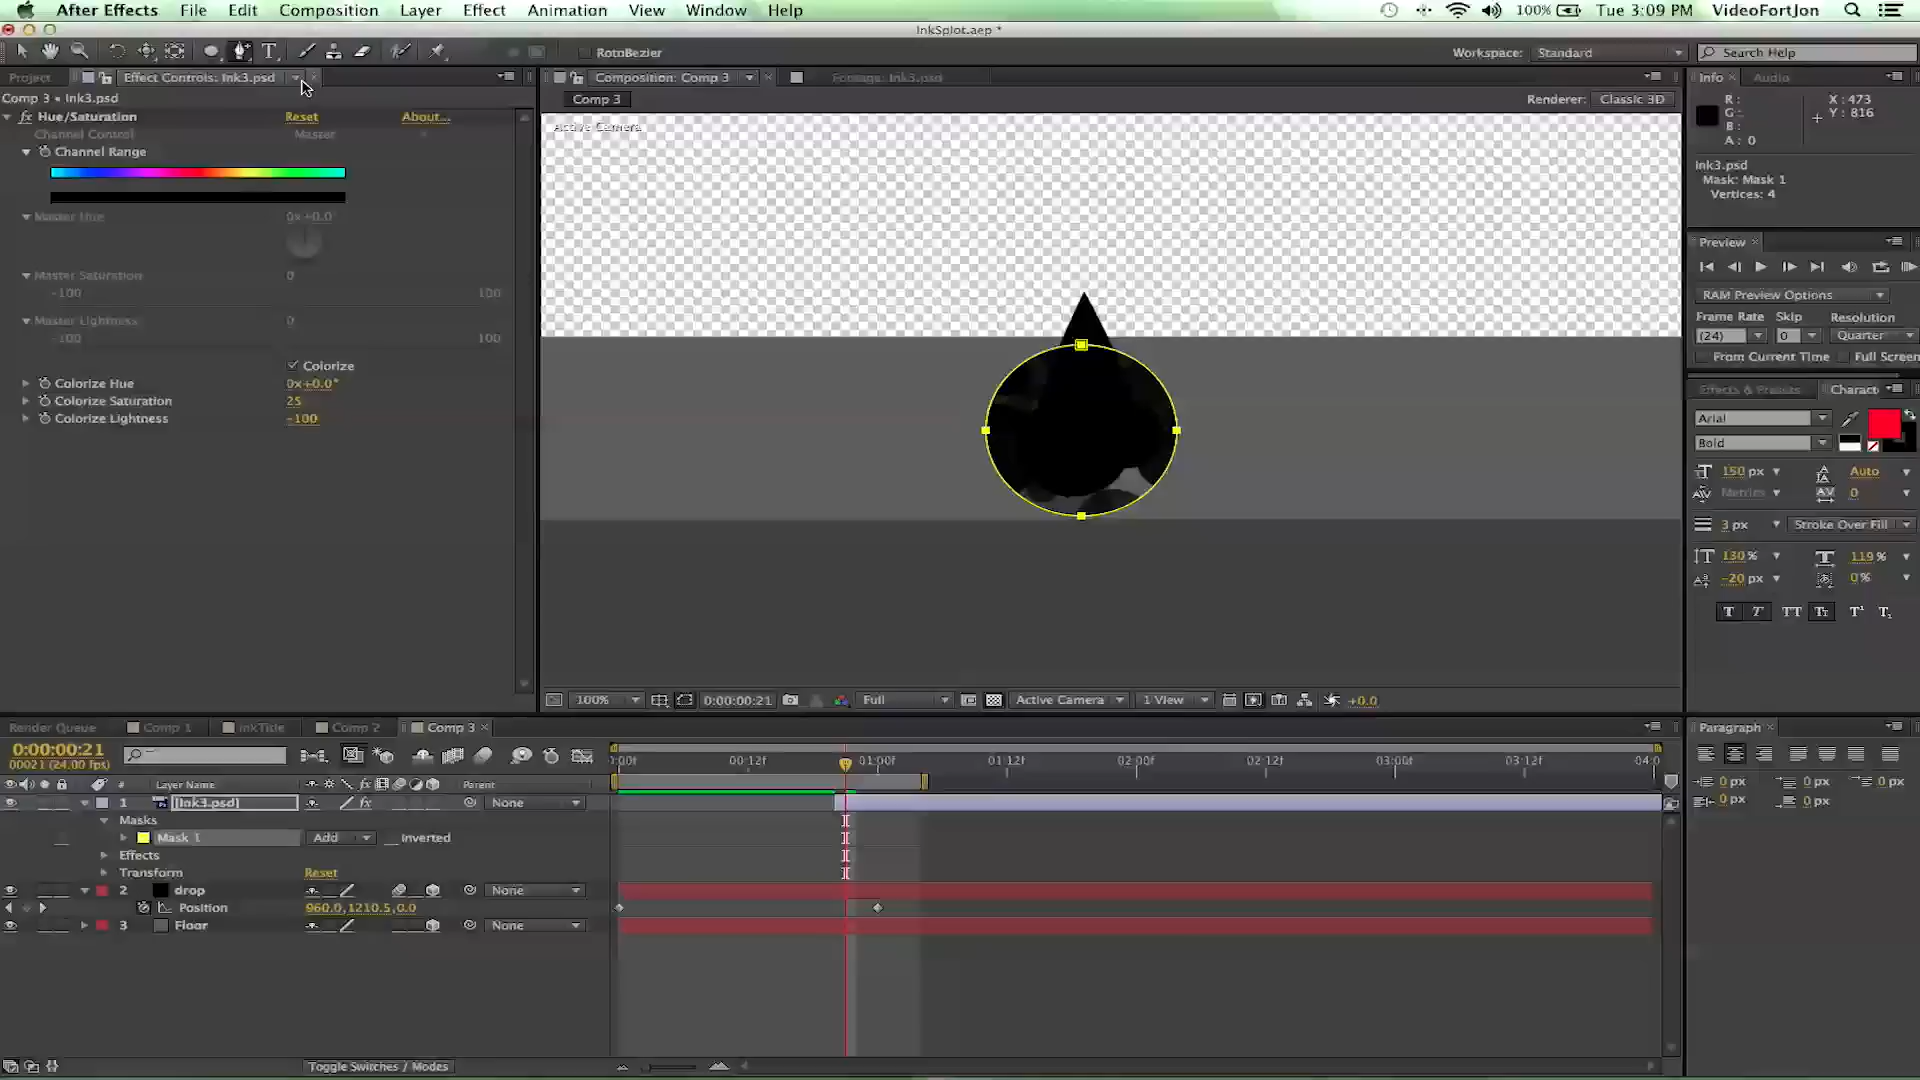 After Effects File Edit Composition Layer Effect Animation View Window Help 100% Tue 3:09 PM VideoFortJon
InkSplot.aep *
RotoBezier Workspace: Standard Search Help
Project Effect Controls: Ink3.psd Composition: Comp 3 Footage: Ink3.psd Info Audio
Comp 3 • Ink3.psd Comp 3 Renderer: Classic 3D
fx Hue/Saturation Reset About...
Channel Control Master
Channel Range
Master Hue 0x+0.0°
Master Saturation 0
-100 100
Master Lightness 0
-100 100
Colorize
Colorize Hue 0x+0.0°
Colorize Saturation 25
Colorize Lightness -100
Active Camera
R :
G :
B :
A : 0
X : 473
Y : 816
Ink3.psd
Mask: Mask 1
Vertices: 4
Preview
RAM Preview Options
Frame Rate Skip Resolution
(24) 0 Quarter
From Current Time Full Screen
Effects & Presets Charact
Arial
Bold
150 px Auto
Metrics 0
3 px Stroke Over Fill
130 % 119 %
-20 px 0 %
T T TT Tt T¹ T₁
100% 0:00:00:21 Full Active Camera 1 View +0.0
Render Queue Comp 1 inkTitle Comp 2 Comp 3
0:00:00:21
00021 (24.00 fps)
:00f 00:12f 01:00f 01:12f 02:00f 02:12f 03:00f 03:12f 04:0
# Layer Name Parent
1 [Ink3.psd] None
Masks
Mask 1 Add Inverted
Effects
Transform Reset
2 drop None
Position 960.0,1210.5,0.0
3 Floor None
Toggle Switches / Modes
Paragraph
0 px 0 px 0 px
0 px 0 px